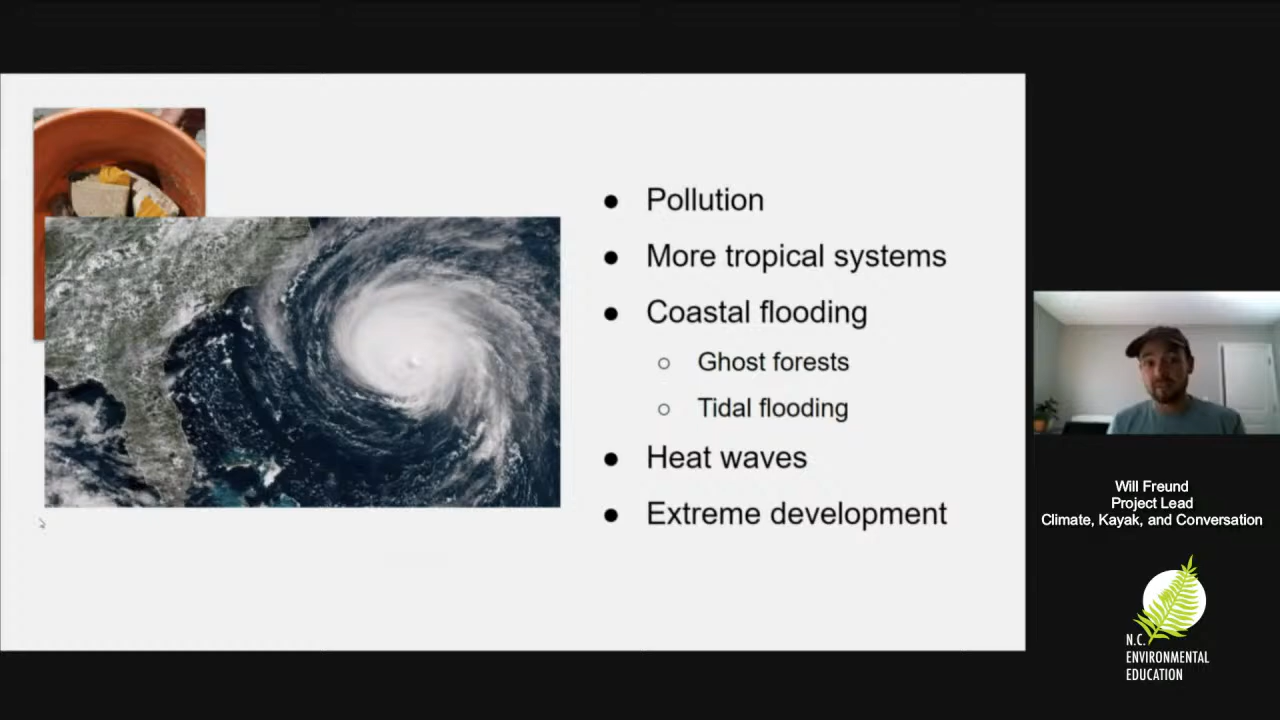 ● Pollution
● More tropical systems
● Coastal flooding
○ Ghost forests
○ Tidal flooding
● Heat waves
● Extreme development
Will Freund
Project Lead
Climate, Kayak, and Conversation
N.C.
ENVIRONMENTAL
EDUCATION